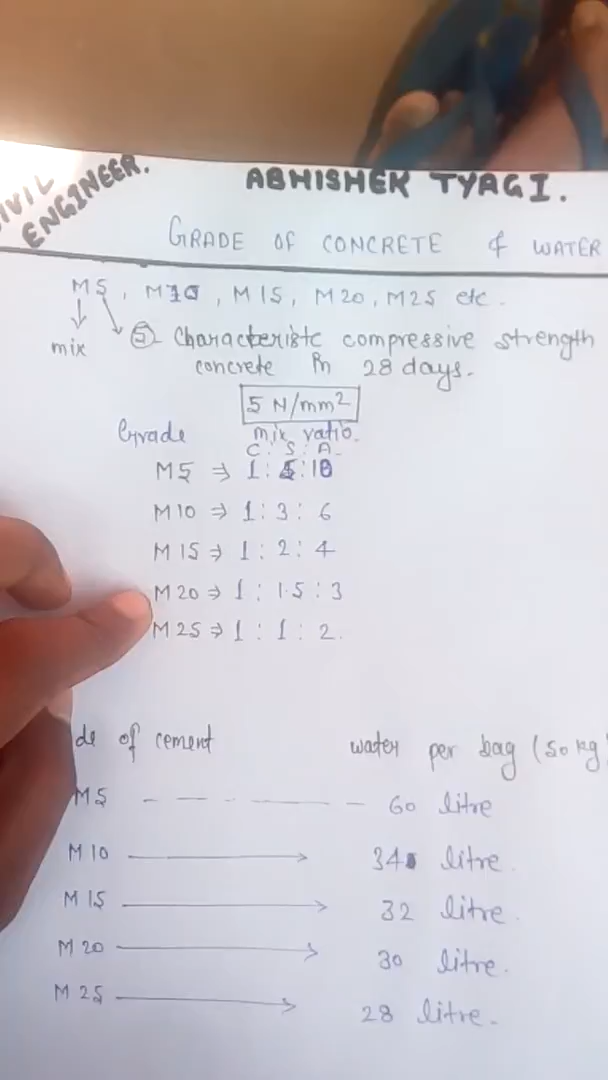 IVIL
ENGINEER.
ABHISHEK TYAGI.
GRADE OF CONCRETE & WATER
M5, M10, M15, M20, M25 etc.
mix
5 Characteristc compressive strength
concrete in 28 days.
5 N/mm²
Grade mix ratio.
C : S : A.
M5 ⇒ 1 : 5 : 10
M10 ⇒ 1 : 3 : 6
M15 ⇒ 1 : 2 : 4
M20 ⇒ 1 : 1.5 : 3
M25 ⇒ 1 : 1 : 2.
de of cement water per bag (50 kg)
M5 60 litre
M10 34 litre.
M15 32 litre.
M20 30 litre.
M25 28 litre.